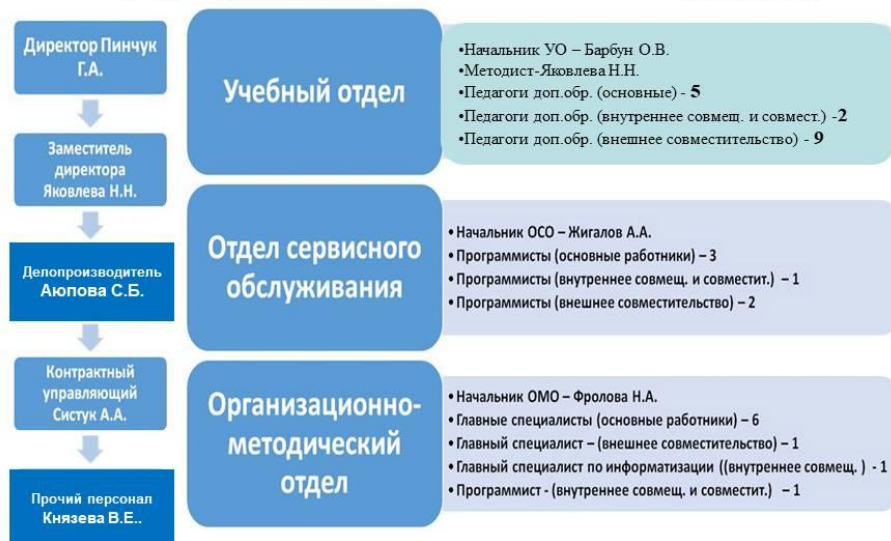 Директор Пинчук
Г.А.
Заместитель
директора
Яковлева Н.Н.
Делопроизводитель
Аюпова С.Б.
Контрактный
управляющий
Систук А.А.
Прочий персонал
Князева В.Е..
Учебный отдел
•Начальник УО – Барбун О.В.
•Методист-Яковлева Н.Н.
•Педагоги доп.обр. (основные) - 5
•Педагоги доп.обр. (внутреннее совмещ. и совмест.) -2
•Педагоги доп.обр. (внешнее совместительство) - 9
Отдел сервисного
обслуживания
• Начальник ОСО – Жигалов А.А.
• Программисты (основные работники) – 3
• Программисты (внутреннее совмещ. и совместит.) – 1
• Программисты (внешнее совместительство) – 2
Организационно-
методический
отдел
• Начальник ОМО – Фролова Н.А.
• Главные специалисты (основные работники) – 6
• Главный специалист – (внешнее совместительство) – 1
• Главный специалист по информатизации ((внутреннее совмещ. ) - 1
• Программист - (внутреннее совмещ. и совместит.) – 1